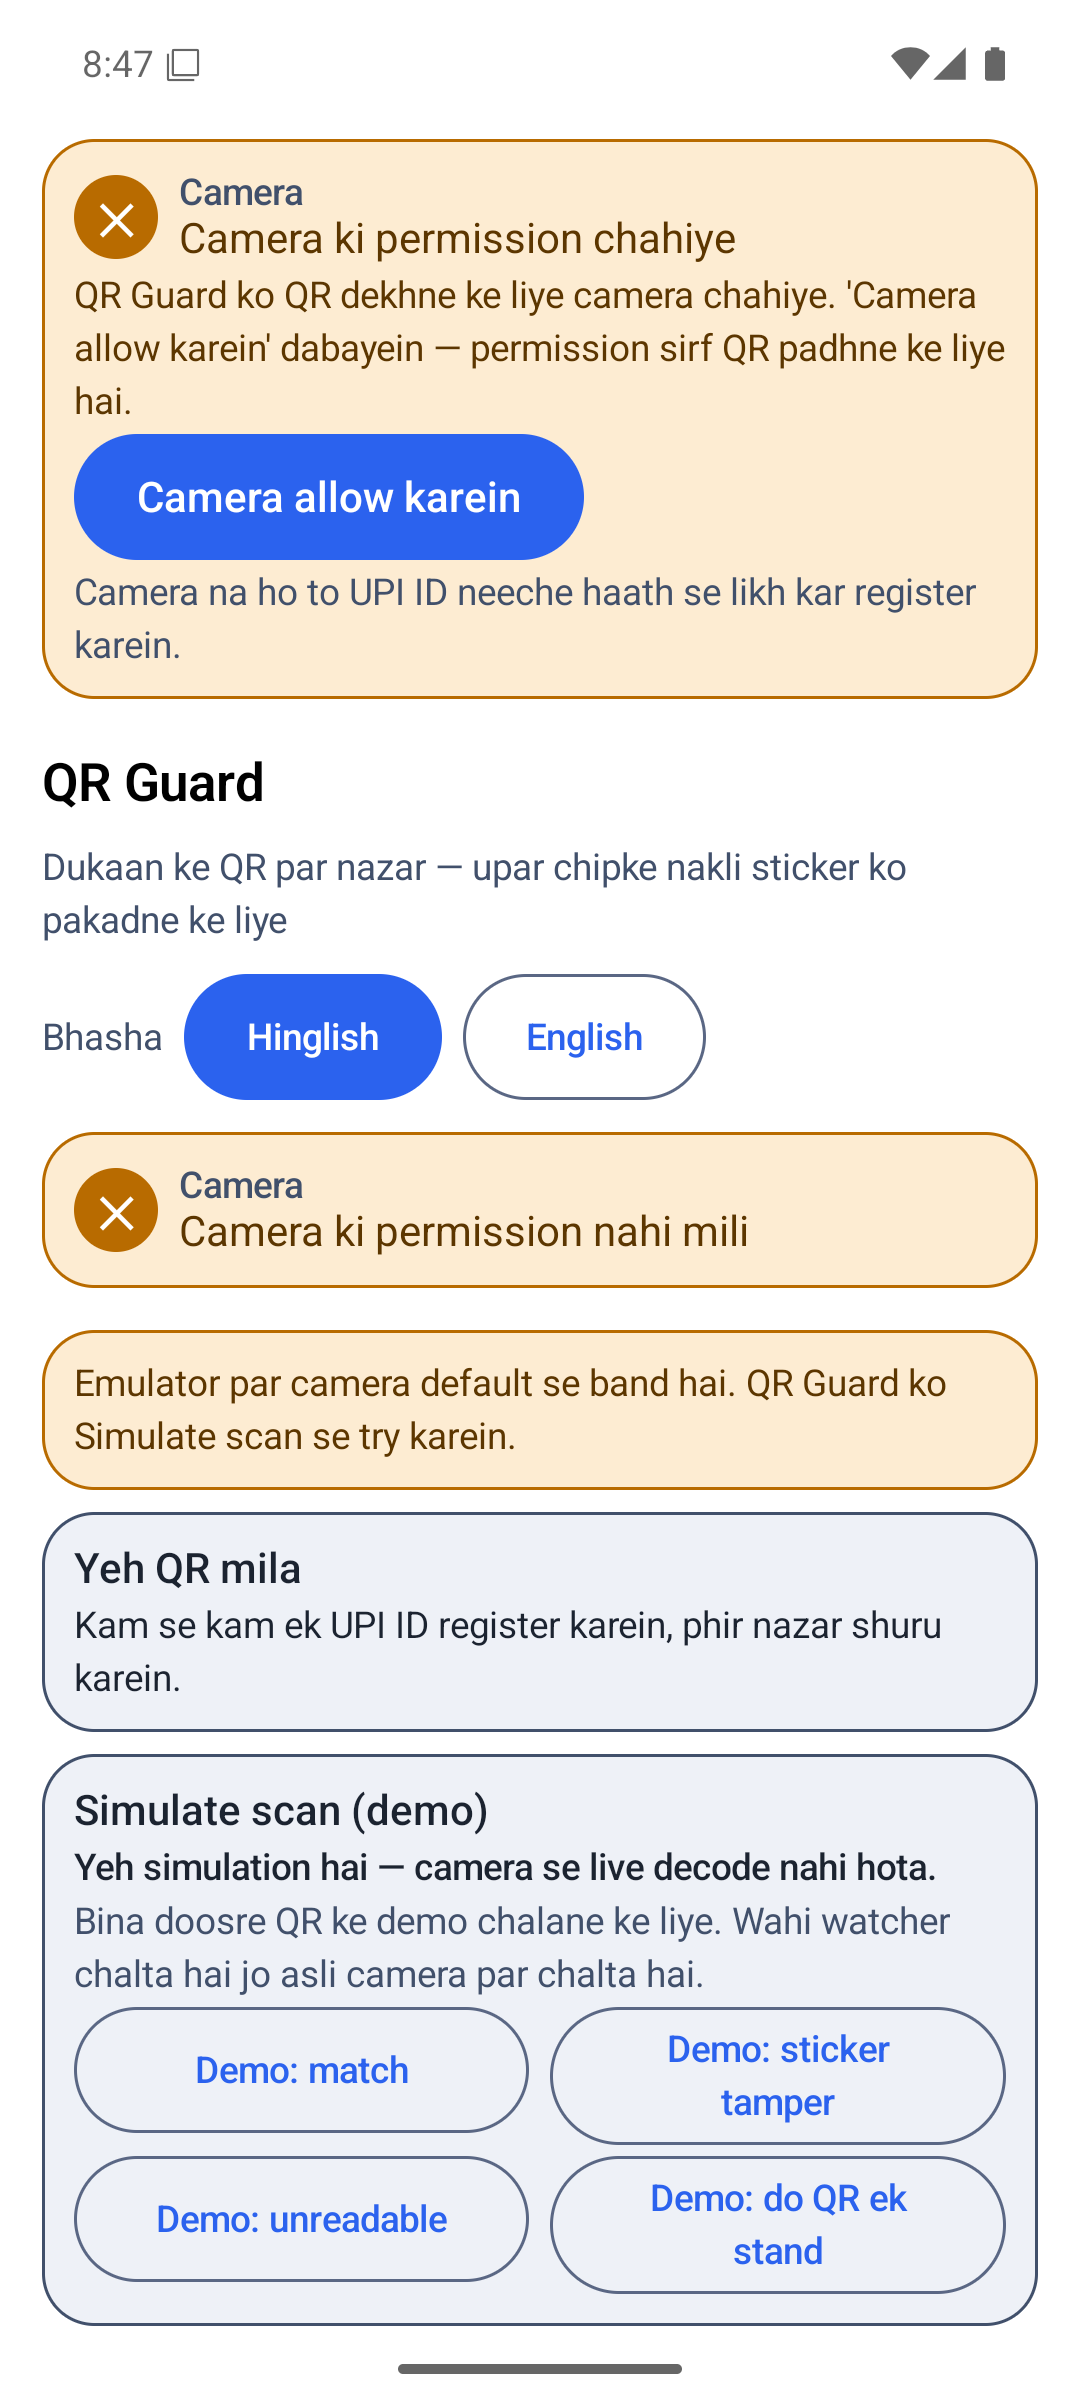 8:47
Camera
Camera ki permission chahiye
QR Guard ko QR dekhne ke liye camera chahiye. 'Camera
allow karein' dabayein — permission sirf QR padhne ke liye
hai.
Camera allow karein
Camera na ho to UPI ID neeche haath se likh kar register
karein.
QR Guard
Dukaan ke QR par nazar — upar chipke nakli sticker ko
pakadne ke liye
Bhasha
Hinglish
English
Camera
Camera ki permission nahi mili
Emulator par camera default se band hai. QR Guard ko
Simulate scan se try karein.
Yeh QR mila
Kam se kam ek UPI ID register karein, phir nazar shuru
karein.
Simulate scan (demo)
Yeh simulation hai — camera se live decode nahi hota.
Bina doosre QR ke demo chalane ke liye. Wahi watcher
chalta hai jo asli camera par chalta hai.
Demo: match
Demo: sticker
tamper
Demo: unreadable
Demo: do QR ek
stand